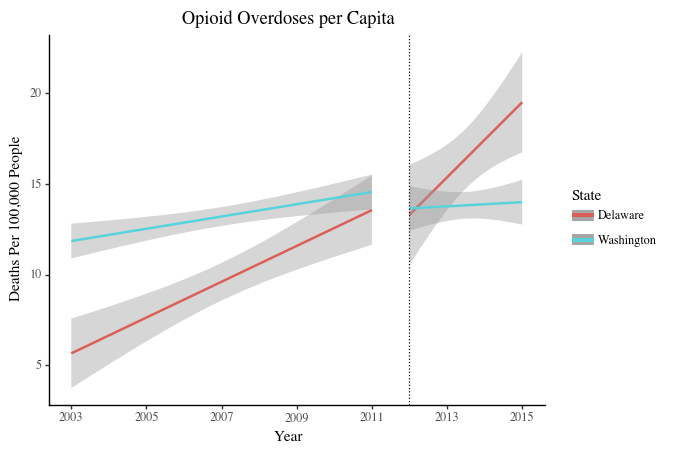 Opioid Overdoses per Capita
Deaths Per 100,000 People
20
15
10
5
2003 2005 2007 2009 2011 2013 2015
Year
State
Delaware
Washington